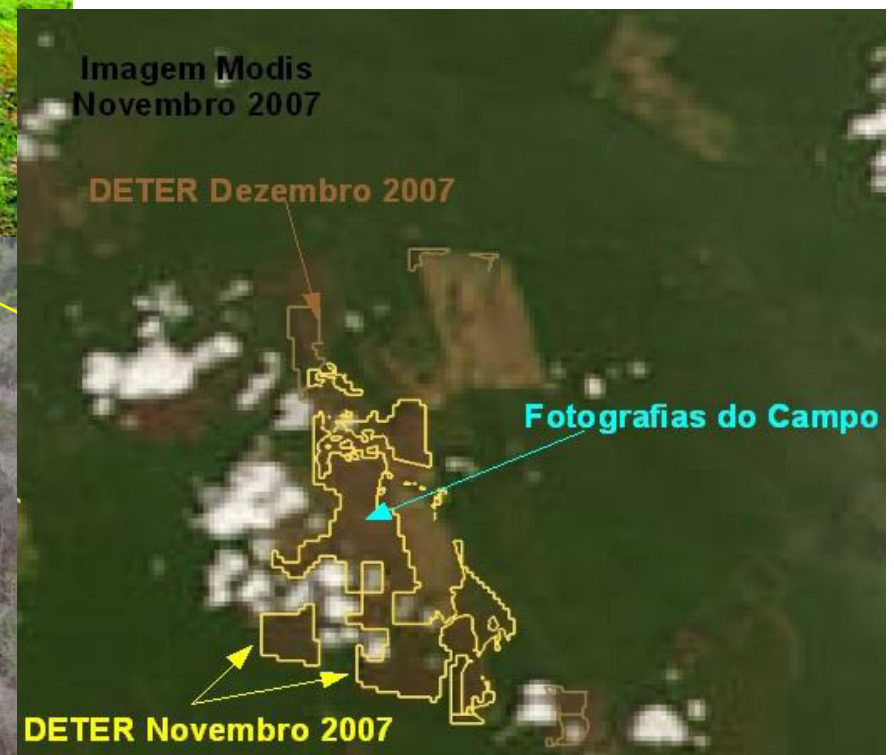 Imagem Modis
Novembro 2007
DETER Dezembro 2007
Fotografias do Campo
DETER Novembro 2007